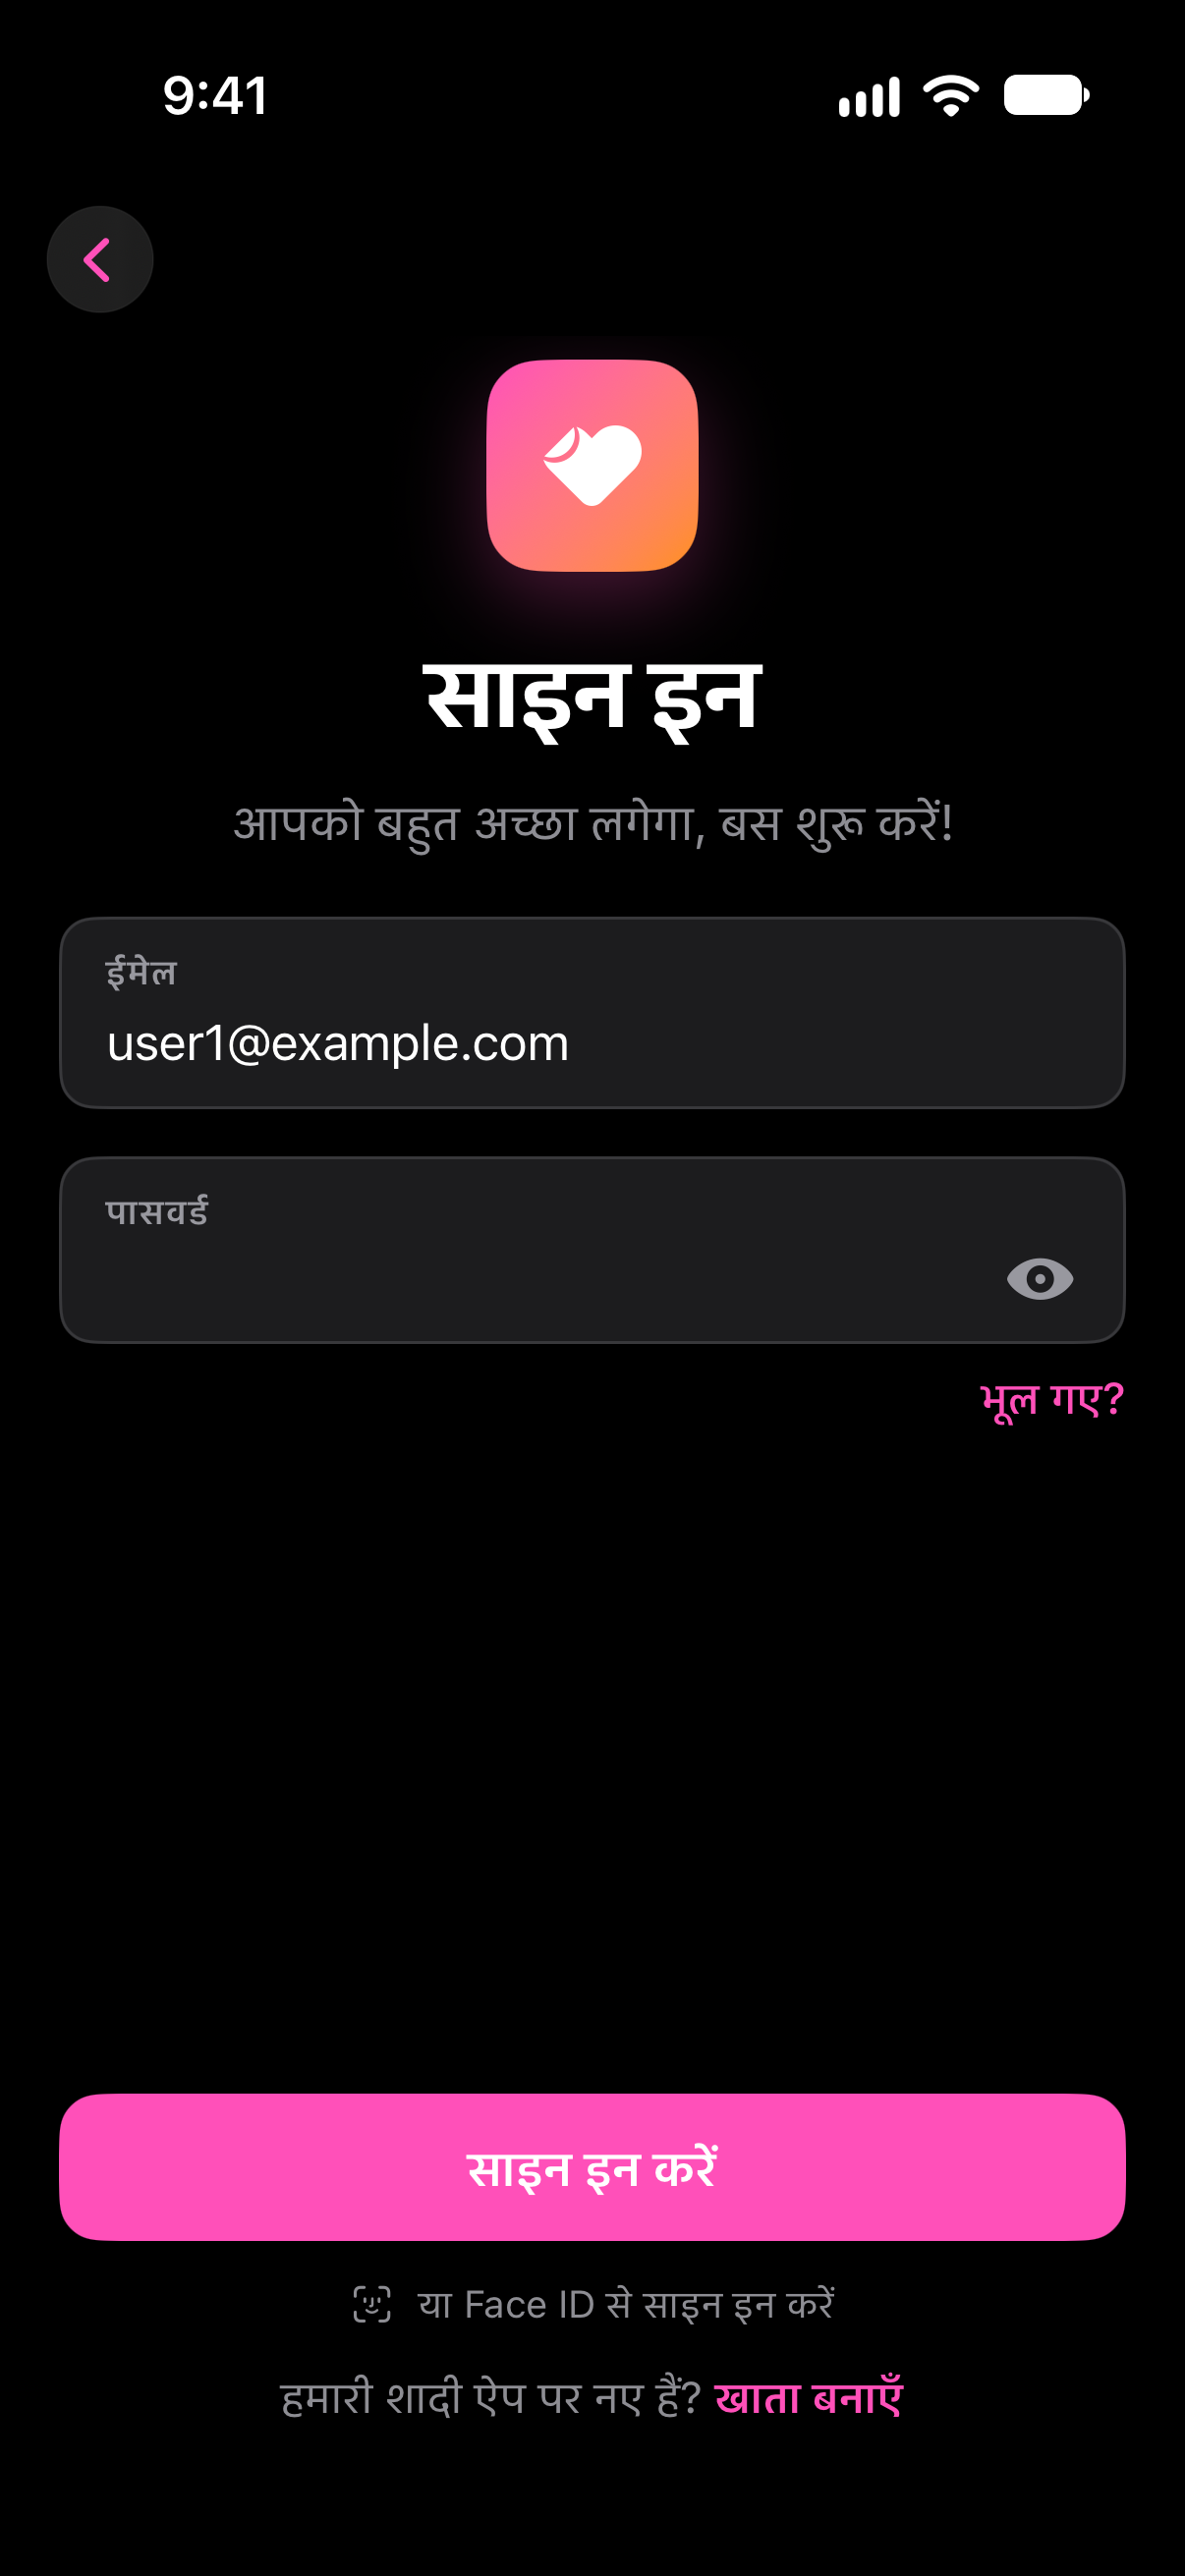 9:41
साइन इन
आपको बहुत अच्छा लगेगा, बस शुरू करें!
ईमेल
user1@example.com
पासवर्ड
भूल गए?
साइन इन करें
या Face ID से साइन इन करें
हमारी शादी ऐप पर नए हैं? खाता बनाएँ